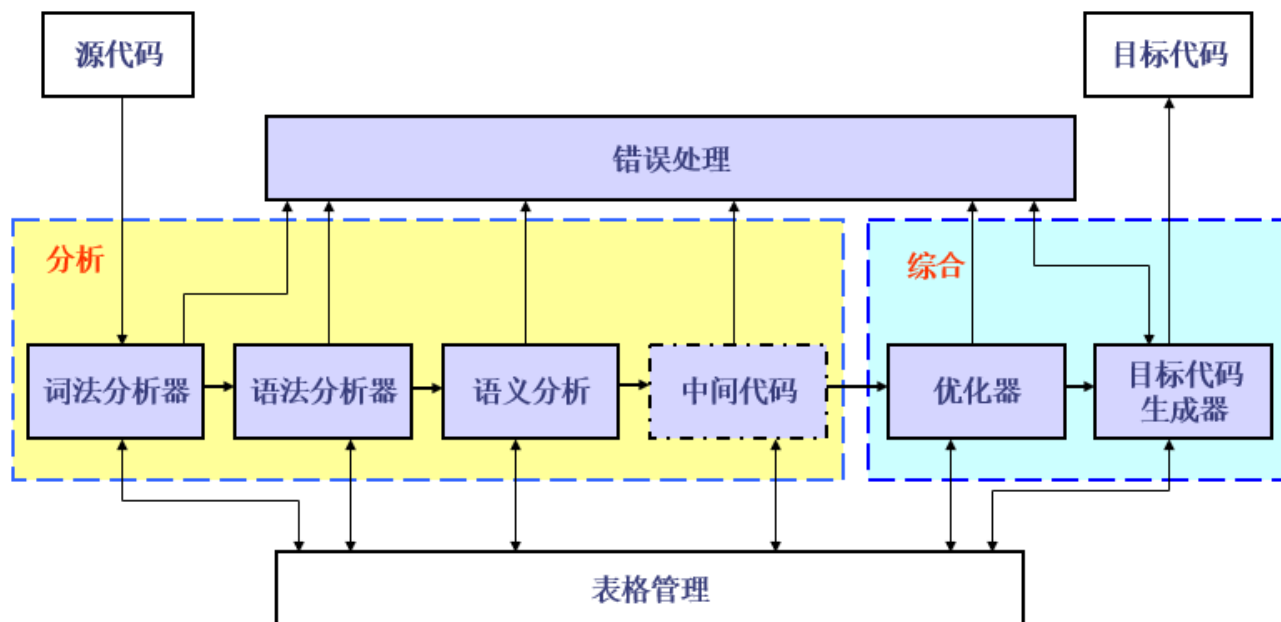 源代码
目标代码
错误处理
分析
综合
词法分析器
语法分析器
语义分析
中间代码
优化器
目标代码
生成器
表格管理